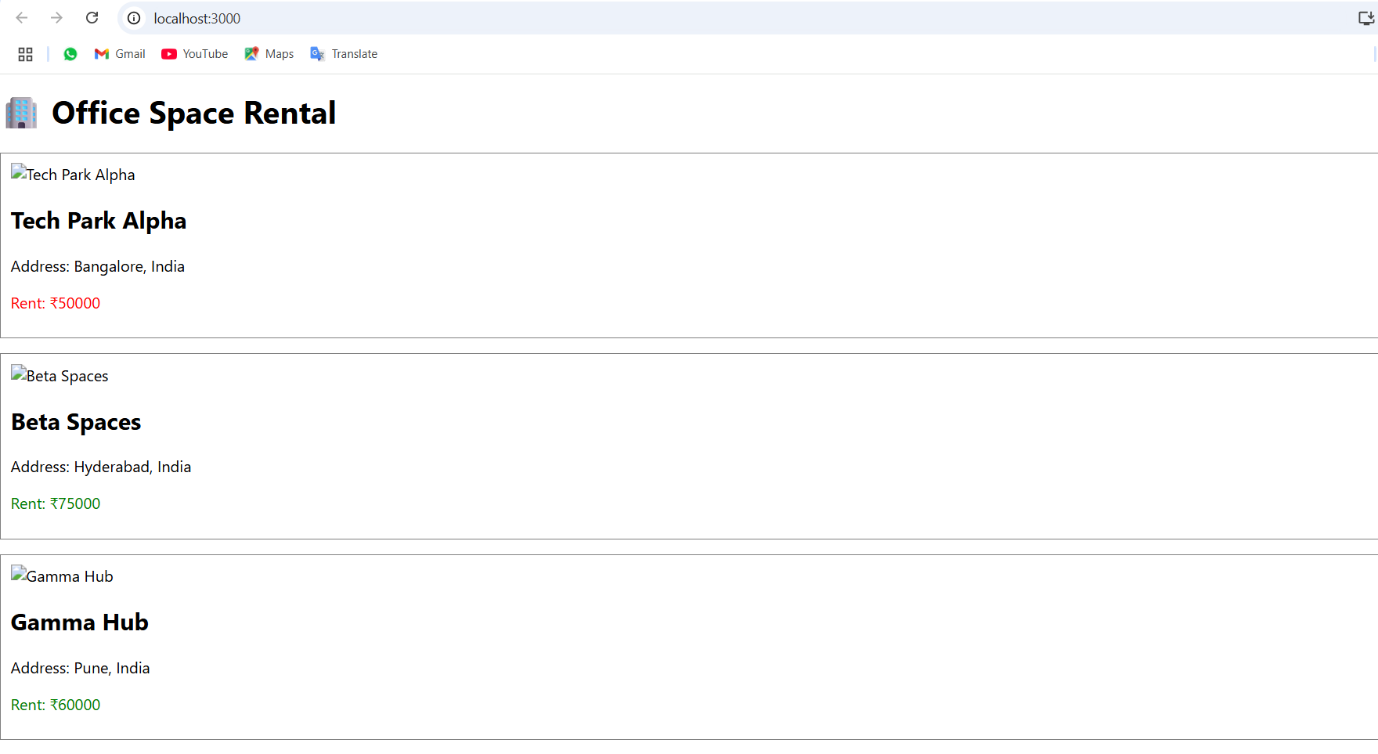 localhost:3000
Gmail YouTube Maps Translate
Office Space Rental
Tech Park Alpha
Tech Park Alpha
Address: Bangalore, India
Rent: ₹50000
Beta Spaces
Beta Spaces
Address: Hyderabad, India
Rent: ₹75000
Gamma Hub
Gamma Hub
Address: Pune, India
Rent: ₹60000